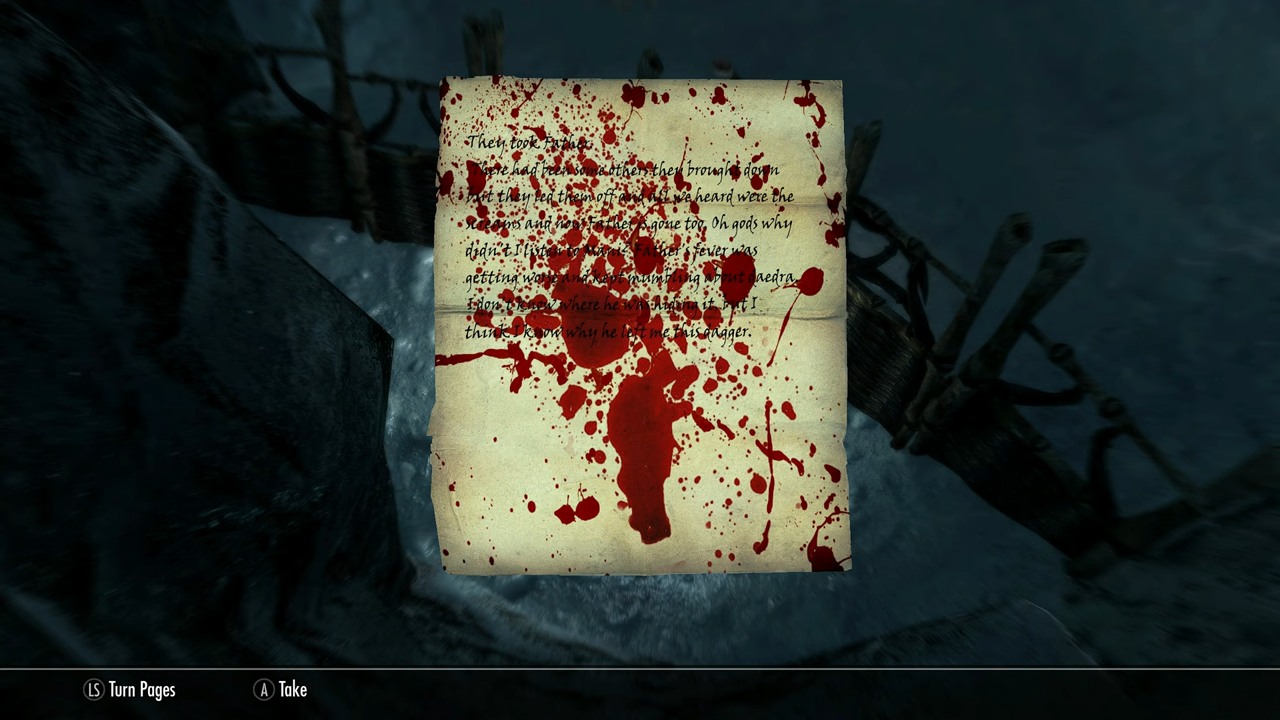 They took Father.
There had been some others they brought down
but they led them off and all we heard were the
screams and now Father is gone too. Oh gods why
didn't I listen to Father's fever was
getting worse and kept mumbling about daedra.
I don't know where he was hiding it, but I
think I know why he left me this dagger.
LS Turn Pages
A Take